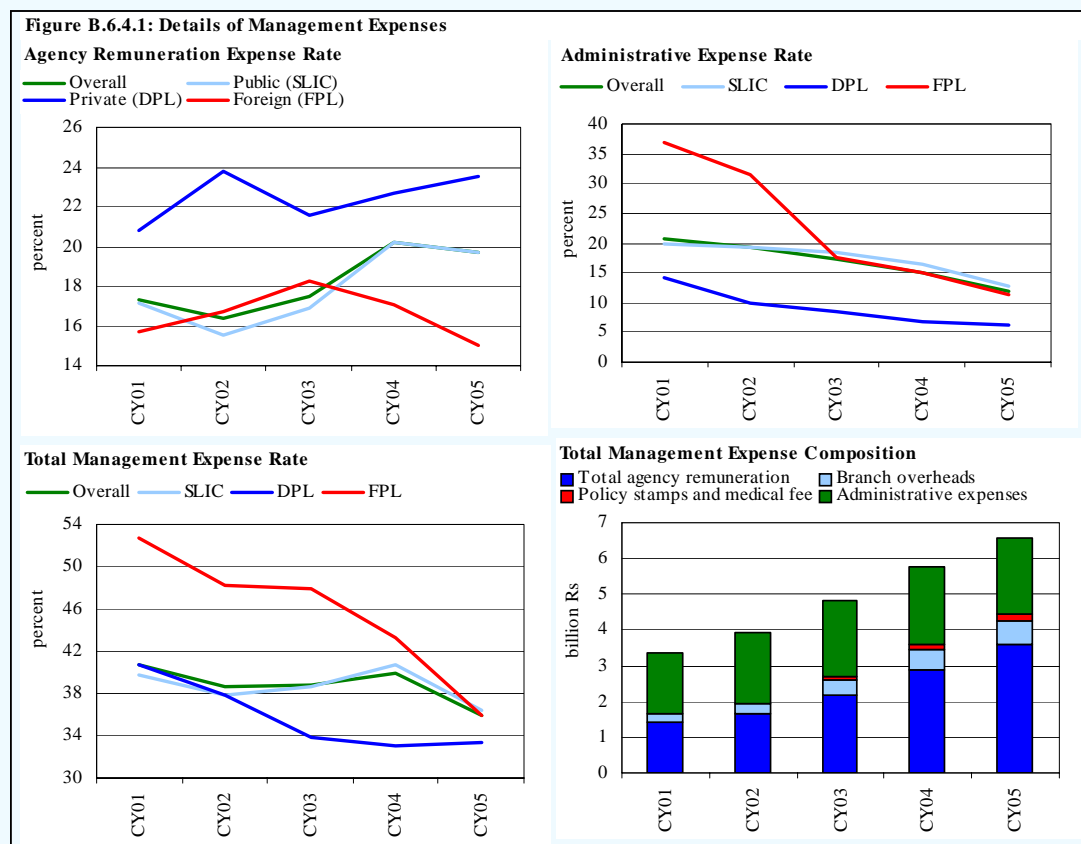 Figure B.6.4.1: Details of Management Expenses
Agency Remuneration Expense Rate
Overall Public (SLIC)
Private (DPL) Foreign (FPL)
26
24
22
20
18
16
14
percent
CY01 CY02 CY03 CY04 CY05
Administrative Expense Rate
Overall SLIC DPL FPL
40
35
30
25
20
15
10
5
0
percent
CY01 CY02 CY03 CY04 CY05
Total Management Expense Rate
Overall SLIC DPL FPL
54
50
46
42
38
34
30
percent
CY01 CY02 CY03 CY04 CY05
Total Management Expense Composition
Total agency remuneration Branch overheads
Policy stamps and medical fee Administrative expenses
7
6
5
4
3
2
1
0
billion Rs
CY01 CY02 CY03 CY04 CY05